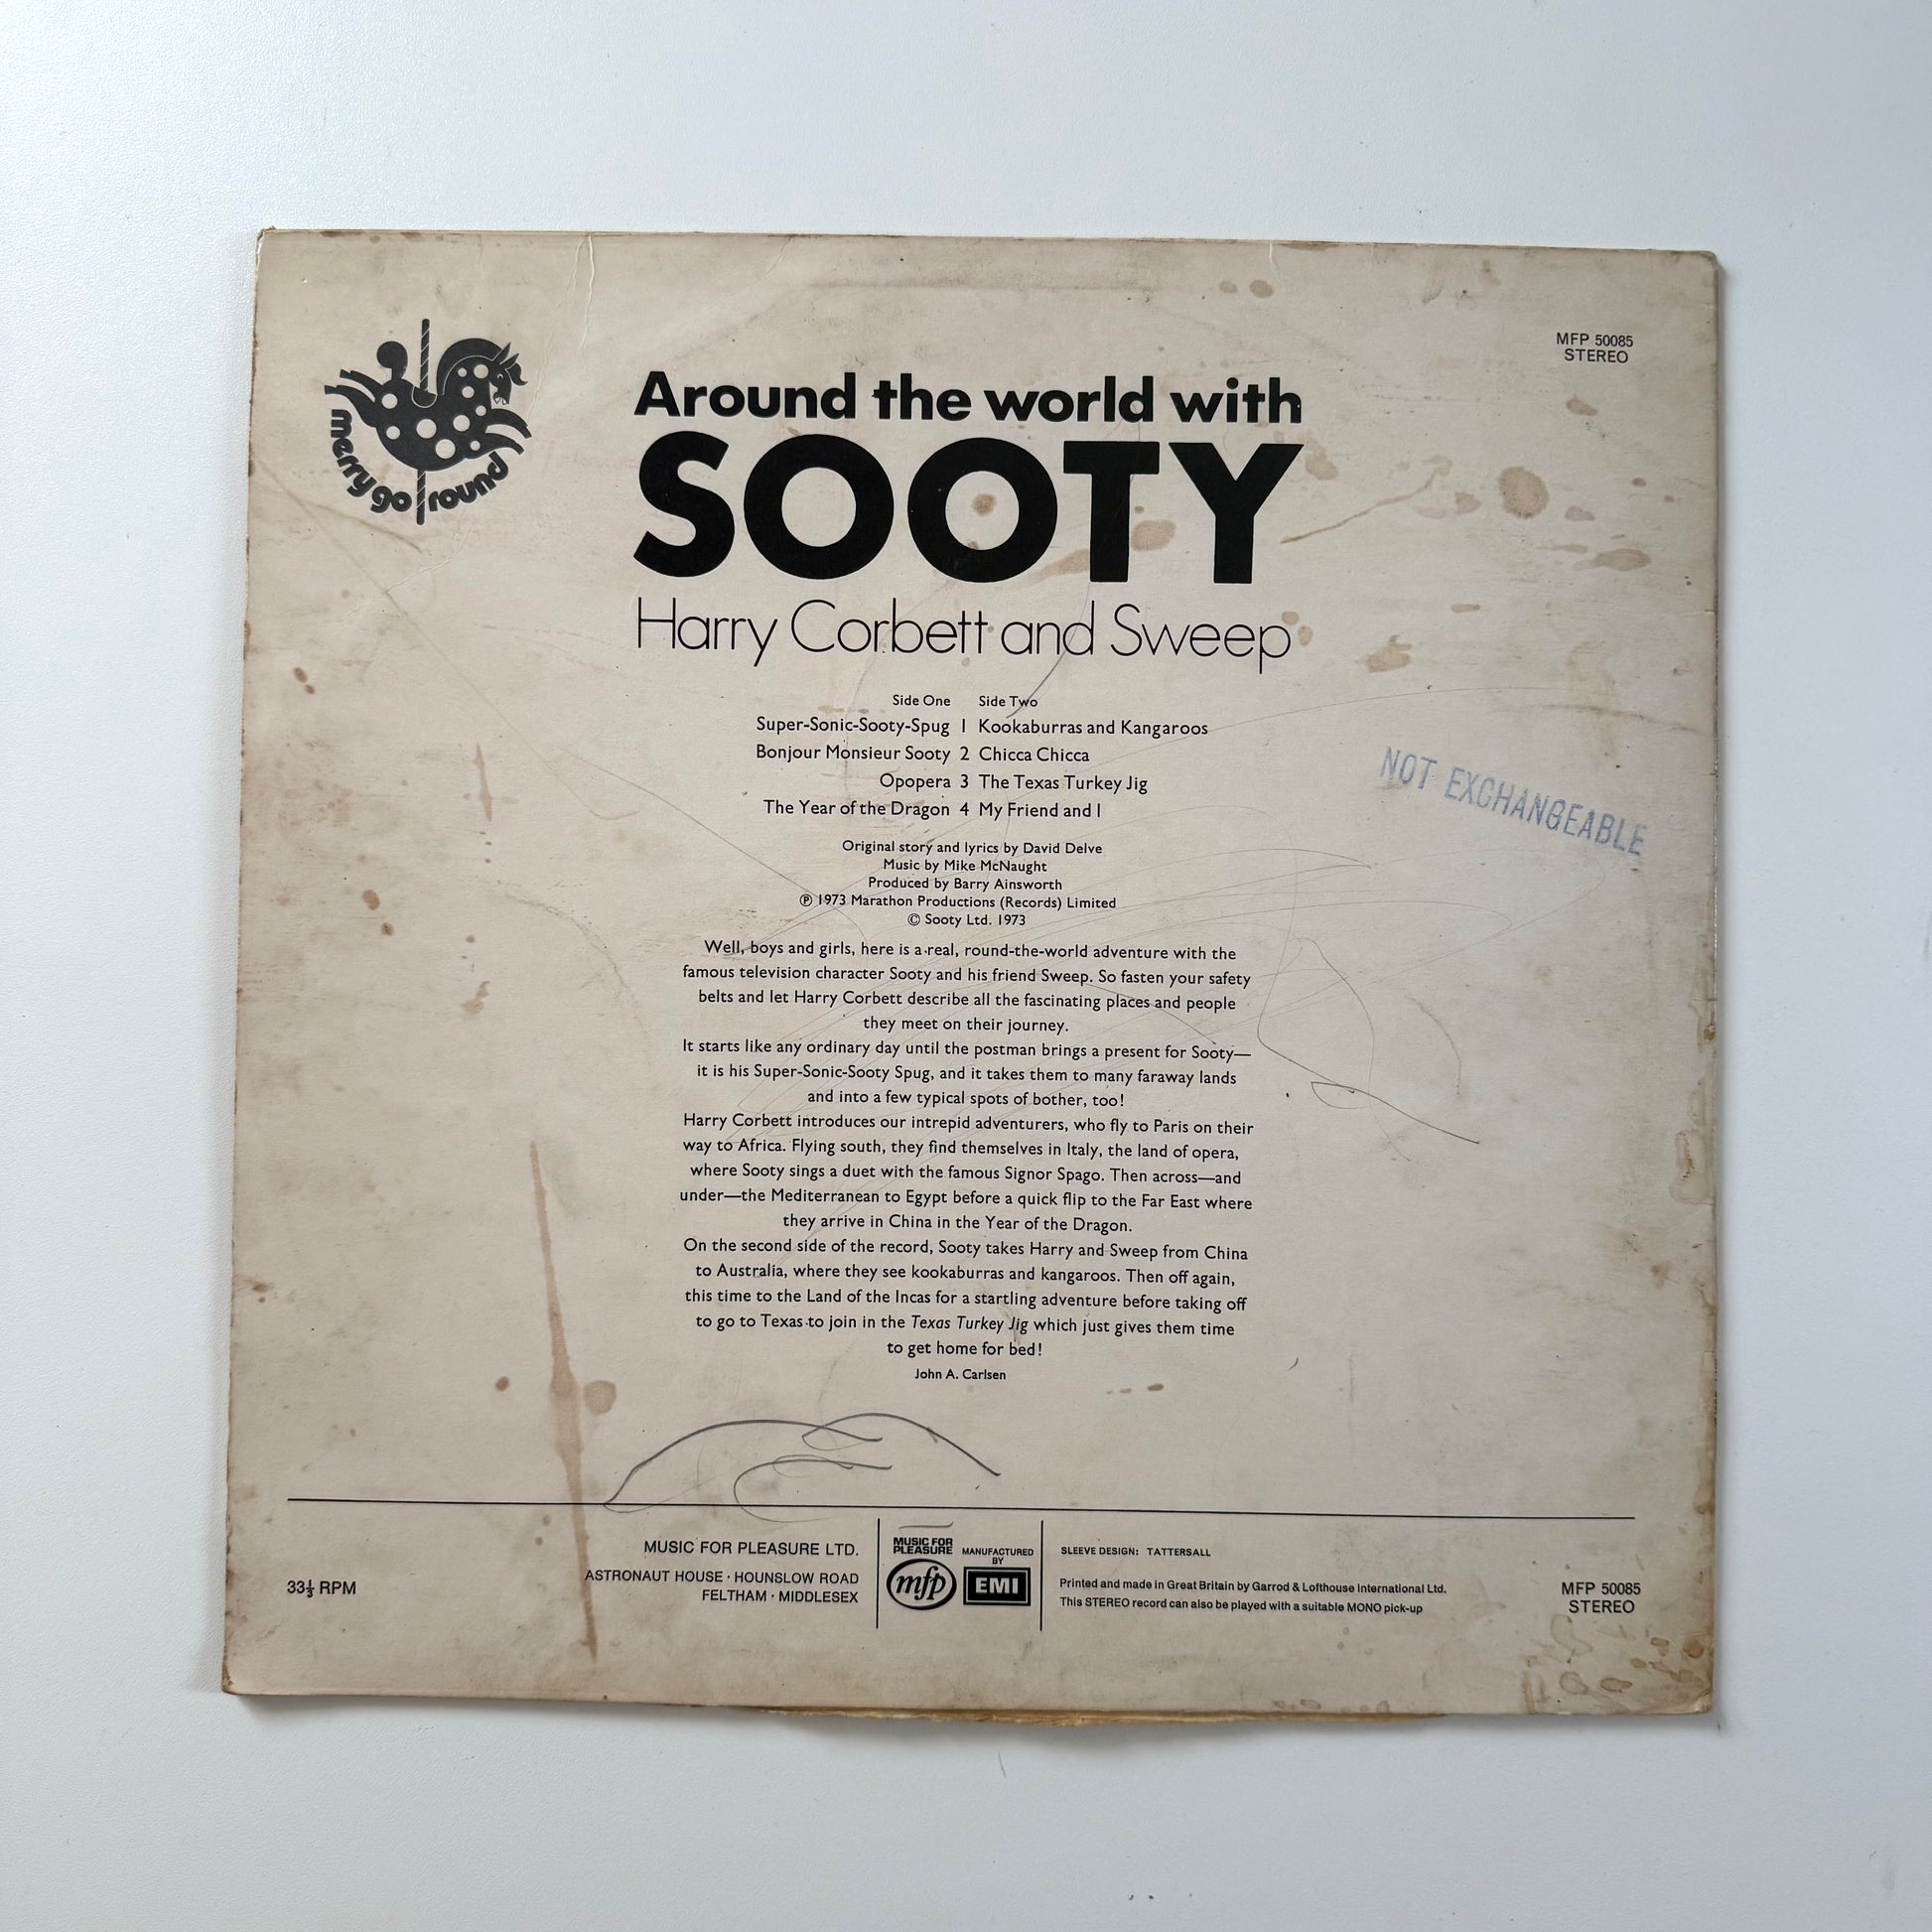 merry go round
MFP 50085
STEREO
Around the world with
SOOTY
Harry Corbett and Sweep
Side One Side Two
Super-Sonic-Sooty-Spug 1 Kookaburras and Kangaroos
Bonjour Monsieur Sooty 2 Chicca Chicca
Opopera 3 The Texas Turkey Jig
The Year of the Dragon 4 My Friend and I
NOT EXCHANGEABLE
Original story and lyrics by David Delve
Music by Mike McNaught
Produced by Barry Ainsworth
℗ 1973 Marathon Productions (Records) Limited
© Sooty Ltd. 1973
Well, boys and girls, here is a real, round-the-world adventure with the
famous television character Sooty and his friend Sweep. So fasten your safety
belts and let Harry Corbett describe all the fascinating places and people
they meet on their journey.
It starts like any ordinary day until the postman brings a present for Sooty—
it is his Super-Sonic-Sooty Spug, and it takes them to many faraway lands
and into a few typical spots of bother, too!
Harry Corbett introduces our intrepid adventurers, who fly to Paris on their
way to Africa. Flying south, they find themselves in Italy, the land of opera,
where Sooty sings a duet with the famous Signor Spago. Then across—and
under—the Mediterranean to Egypt before a quick flip to the Far East where
they arrive in China in the Year of the Dragon.
On the second side of the record, Sooty takes Harry and Sweep from China
to Australia, where they see kookaburras and kangaroos. Then off again,
this time to the Land of the Incas for a startling adventure before taking off
to go to Texas to join in the Texas Turkey Jig which just gives them time
to get home for bed!
John A. Carlsen
33⅓ RPM
MUSIC FOR PLEASURE LTD.
ASTRONAUT HOUSE · HOUNSLOW ROAD
FELTHAM · MIDDLESEX
MUSIC FOR
PLEASURE
mfp
MANUFACTURED
BY
EMI
SLEEVE DESIGN: TATTERSALL
Printed and made in Great Britain by Garrod & Lofthouse International Ltd.
This STEREO record can also be played with a suitable MONO pick-up
MFP 50085
STEREO